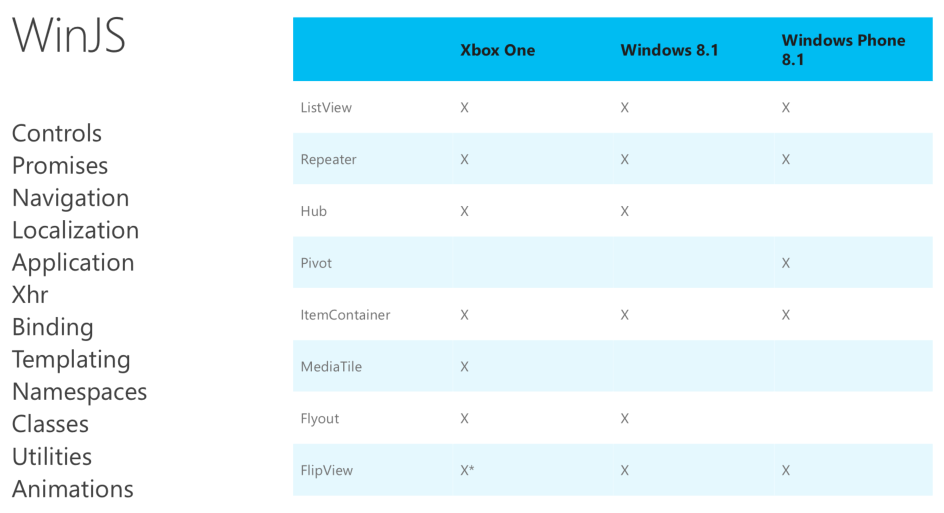 WinJS
Controls
Promises
Navigation
Localization
Application
Xhr
Binding
Templating
Namespaces
Classes
Utilities
Animations
Xbox One Windows 8.1 Windows Phone 8.1
ListView X X X
Repeater X X X
Hub X X
Pivot X
ItemContainer X X X
MediaTile X
Flyout X X
FlipView X* X X